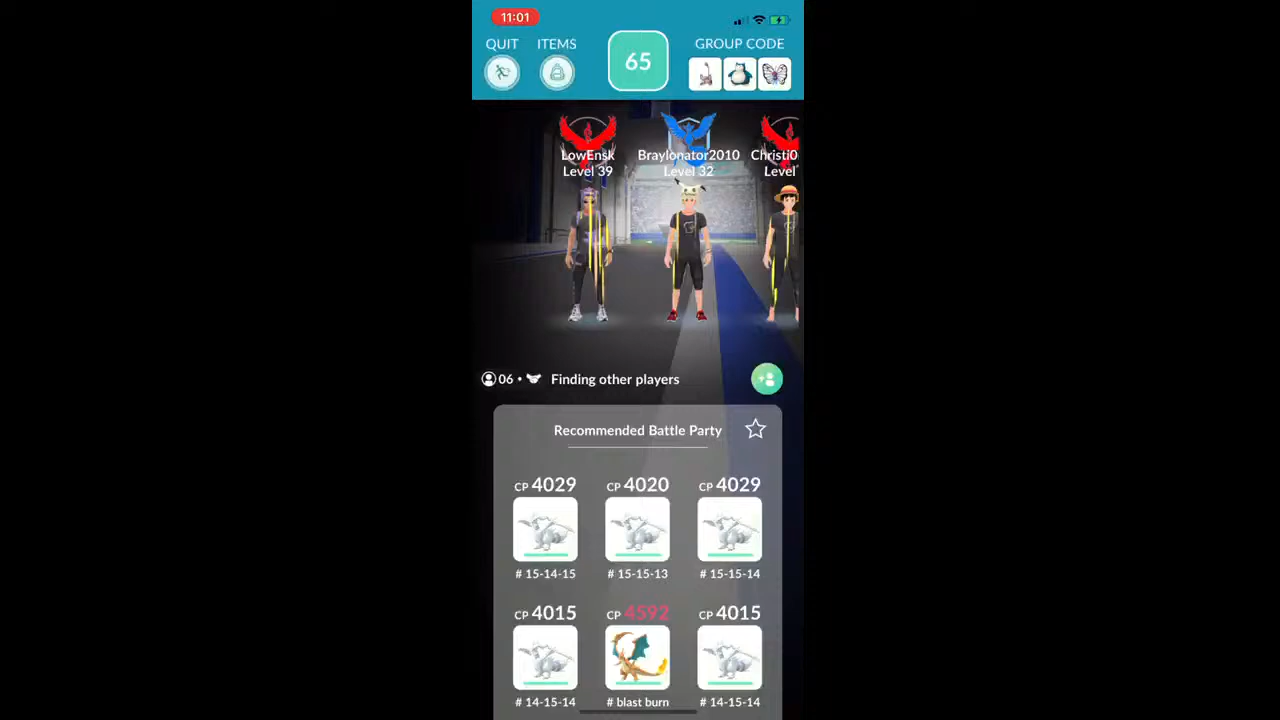 11:01
QUIT ITEMS 65 GROUP CODE
LowEnsk Braylonator2010 Christi0
Level 39 Level 32 Level
06 • Finding other players
Recommended Battle Party
CP 4029 CP 4020 CP 4029
# 15-14-15 # 15-15-13 # 15-15-14
CP 4015 CP 4592 CP 4015
# 14-15-14 # blast burn # 14-15-14